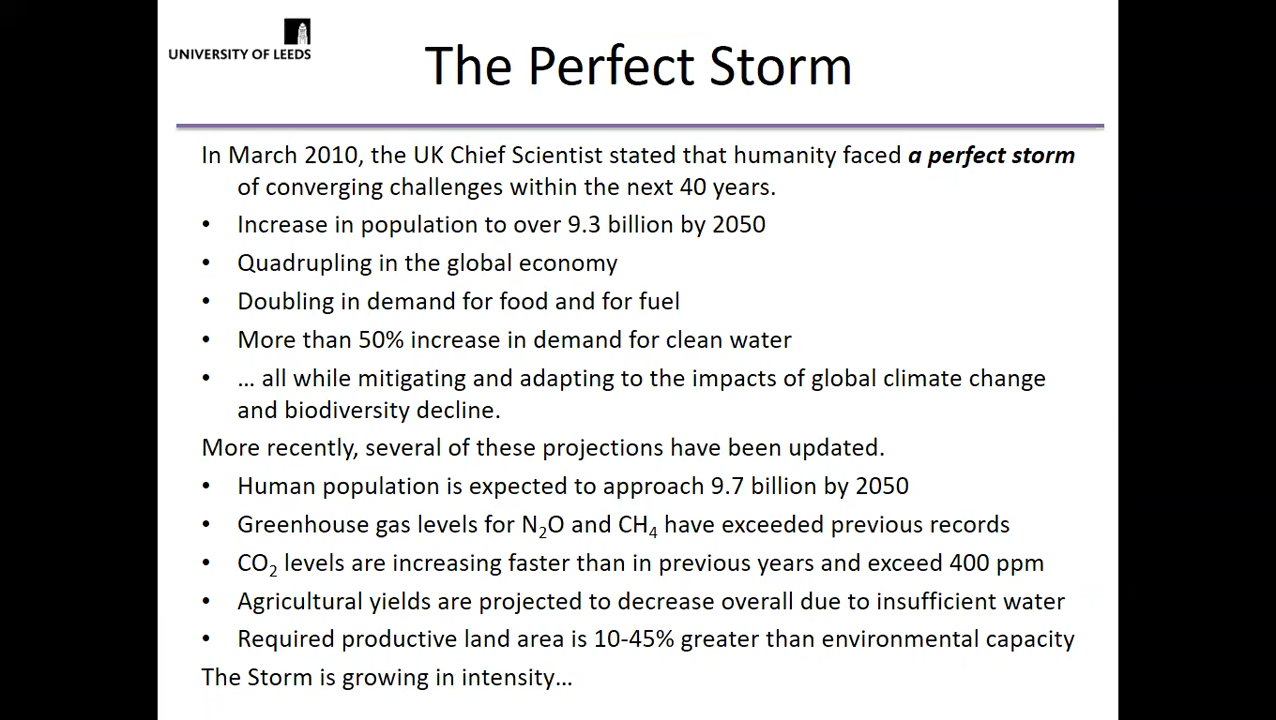 UNIVERSITY OF LEEDS
The Perfect Storm
In March 2010, the UK Chief Scientist stated that humanity faced a perfect storm
of converging challenges within the next 40 years.
• Increase in population to over 9.3 billion by 2050
• Quadrupling in the global economy
• Doubling in demand for food and for fuel
• More than 50% increase in demand for clean water
• … all while mitigating and adapting to the impacts of global climate change
and biodiversity decline.
More recently, several of these projections have been updated.
• Human population is expected to approach 9.7 billion by 2050
• Greenhouse gas levels for N₂O and CH₄ have exceeded previous records
• CO₂ levels are increasing faster than in previous years and exceed 400 ppm
• Agricultural yields are projected to decrease overall due to insufficient water
• Required productive land area is 10-45% greater than environmental capacity
The Storm is growing in intensity…